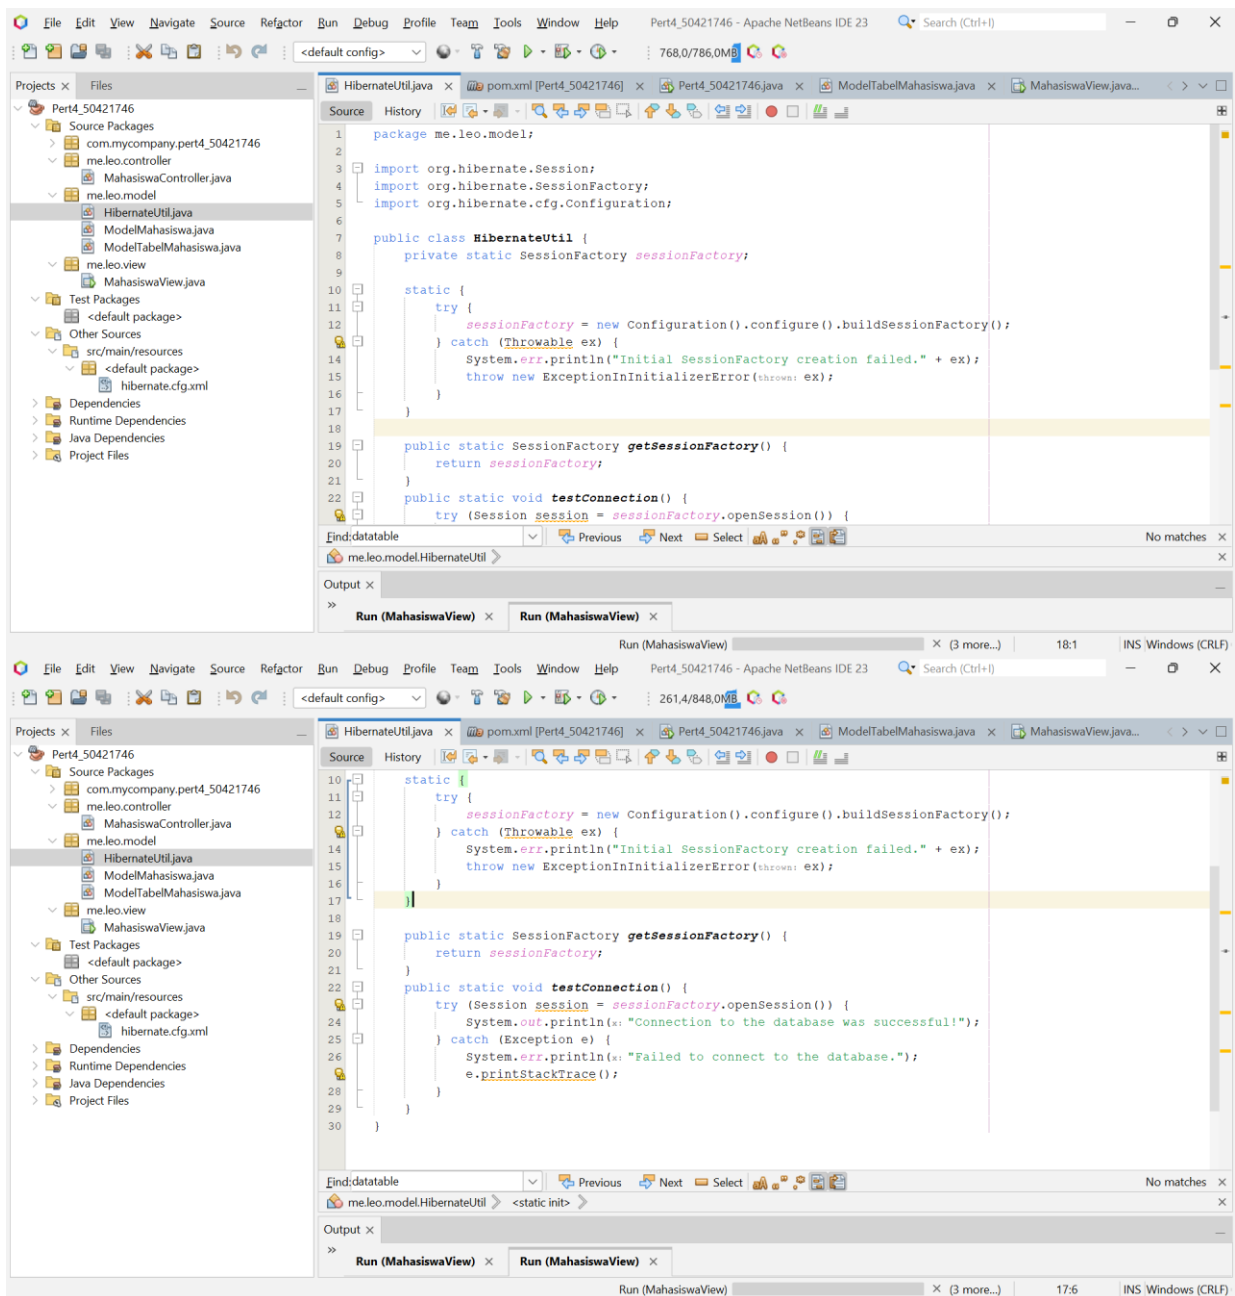 File Edit View Navigate Source Refactor Run Debug Profile Team Tools Window Help Pert4_50421746 - Apache NetBeans IDE 23 Search (Ctrl+I)
<default config> 768,0/786,0MB
Projects Files
HibernateUtil.java pom.xml [Pert4_50421746] Pert4_50421746.java ModelTabelMahasiswa.java MahasiswaView.java...
Pert4_50421746
Source Packages
com.mycompany.pert4_50421746
me.leo.controller
MahasiswaController.java
me.leo.model
HibernateUtil.java
ModelMahasiswa.java
ModelTabelMahasiswa.java
me.leo.view
MahasiswaView.java
Test Packages
<default package>
Other Sources
src/main/resources
<default package>
hibernate.cfg.xml
Dependencies
Runtime Dependencies
Java Dependencies
Project Files
Source History
1 package me.leo.model;
2
3 import org.hibernate.Session;
4 import org.hibernate.SessionFactory;
5 import org.hibernate.cfg.Configuration;
6
7 public class HibernateUtil {
8 private static SessionFactory sessionFactory;
9
10 static {
11 try {
12 sessionFactory = new Configuration().configure().buildSessionFactory();
} catch (Throwable ex) {
14 System.err.println("Initial SessionFactory creation failed." + ex);
15 throw new ExceptionInInitializerError(thrown: ex);
16 }
17 }
18
19 public static SessionFactory getSessionFactory() {
20 return sessionFactory;
21 }
22 public static void testConnection() {
try (Session session = sessionFactory.openSession()) {
Find: datatable Previous Next Select No matches
me.leo.model.HibernateUtil
Output
Run (MahasiswaView) Run (MahasiswaView)
Run (MahasiswaView) (3 more...) 18:1 INS Windows (CRLF)
File Edit View Navigate Source Refactor Run Debug Profile Team Tools Window Help Pert4_50421746 - Apache NetBeans IDE 23 Search (Ctrl+I)
<default config> 261,4/848,0MB
Projects Files
HibernateUtil.java pom.xml [Pert4_50421746] Pert4_50421746.java ModelTabelMahasiswa.java MahasiswaView.java...
Pert4_50421746
Source Packages
com.mycompany.pert4_50421746
me.leo.controller
MahasiswaController.java
me.leo.model
HibernateUtil.java
ModelMahasiswa.java
ModelTabelMahasiswa.java
me.leo.view
MahasiswaView.java
Test Packages
<default package>
Other Sources
src/main/resources
<default package>
hibernate.cfg.xml
Dependencies
Runtime Dependencies
Java Dependencies
Project Files
Source History
10 static {
11 try {
12 sessionFactory = new Configuration().configure().buildSessionFactory();
} catch (Throwable ex) {
14 System.err.println("Initial SessionFactory creation failed." + ex);
15 throw new ExceptionInInitializerError(thrown: ex);
16 }
17 }
18
19 public static SessionFactory getSessionFactory() {
20 return sessionFactory;
21 }
22 public static void testConnection() {
try (Session session = sessionFactory.openSession()) {
24 System.out.println(x: "Connection to the database was successful!");
25 } catch (Exception e) {
26 System.err.println(x: "Failed to connect to the database.");
e.printStackTrace();
28 }
29 }
30 }
Find: datatable Previous Next Select No matches
me.leo.model.HibernateUtil <static init>
Output
Run (MahasiswaView) Run (MahasiswaView)
Run (MahasiswaView) (3 more...) 17:6 INS Windows (CRLF)